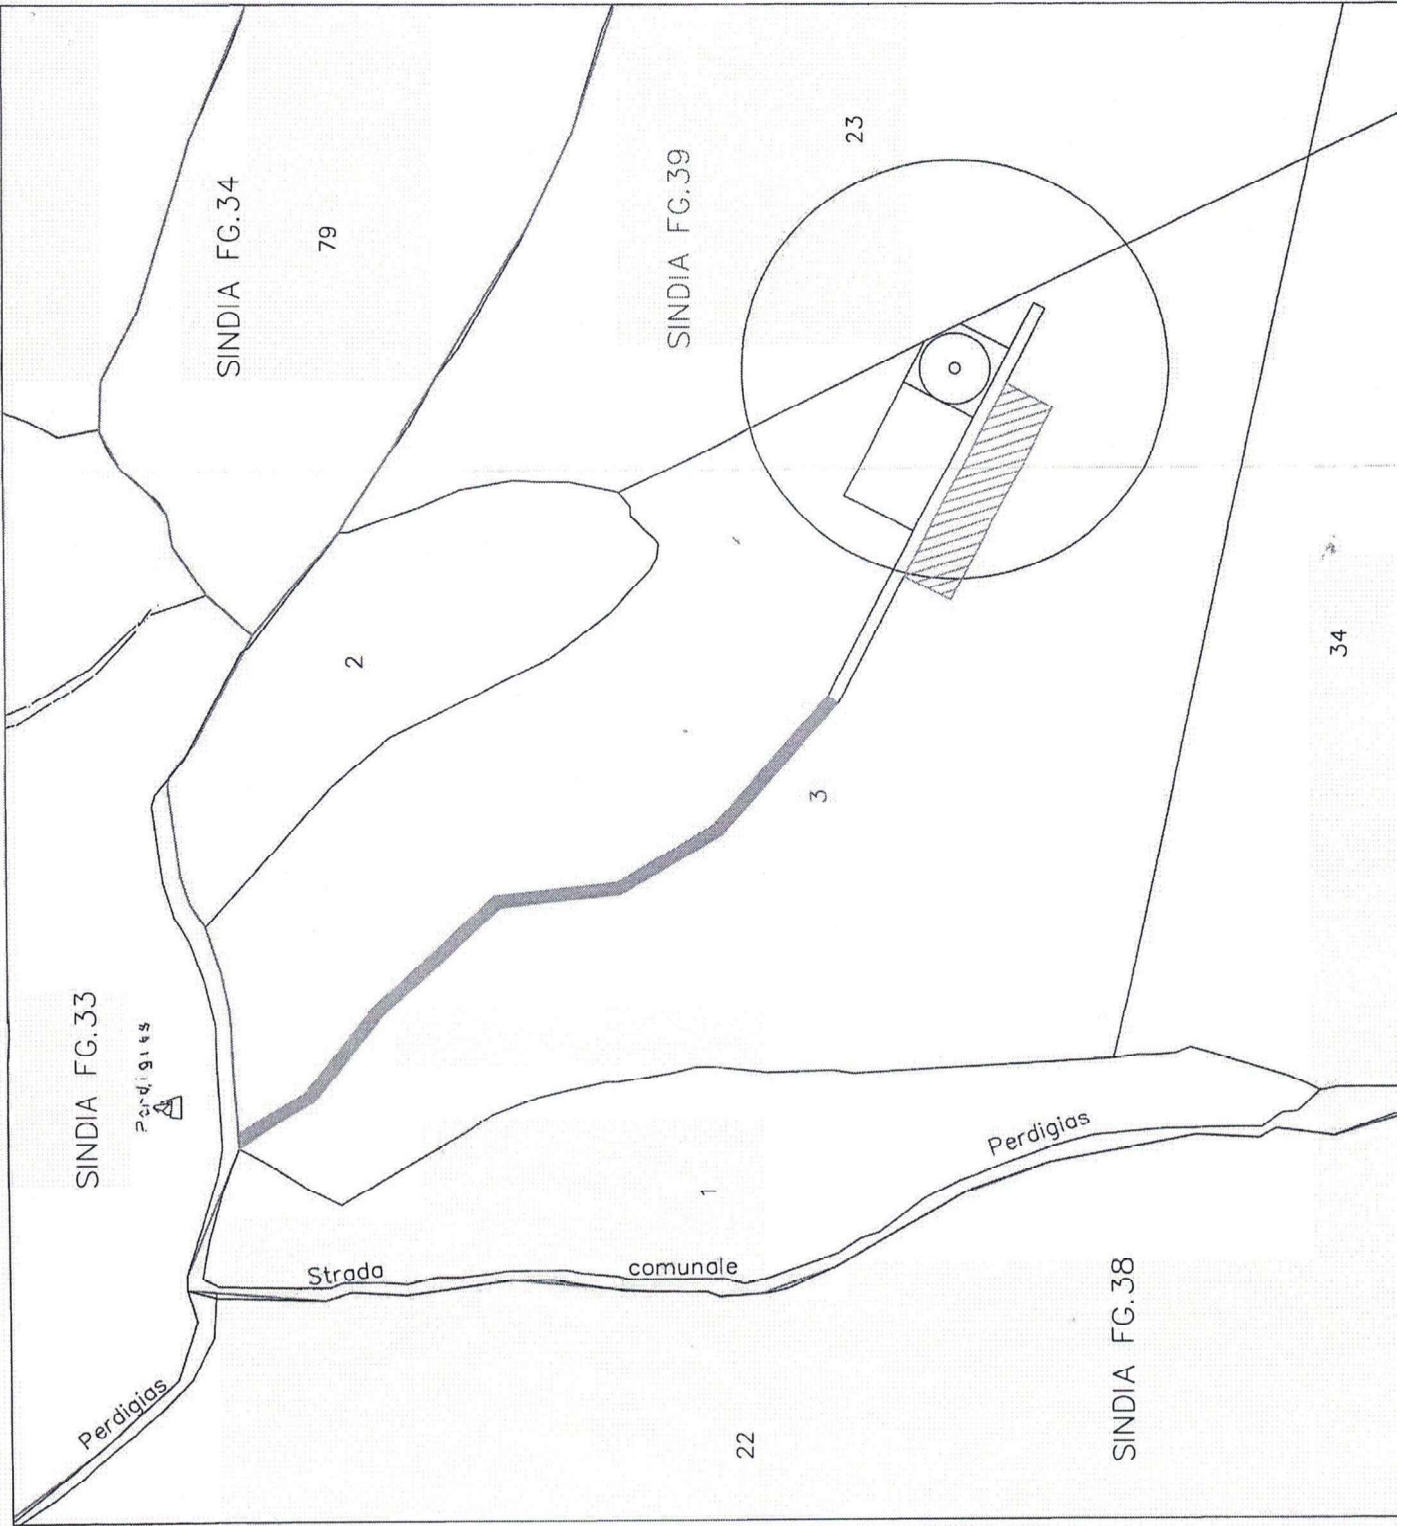 SINDIA FG.34
79
23
SINDIA FG.39
2
34
3
SINDIA FG.33
Perdigias
1
Strada comunale Perdigias
Perdigias
22
SINDIA FG.38